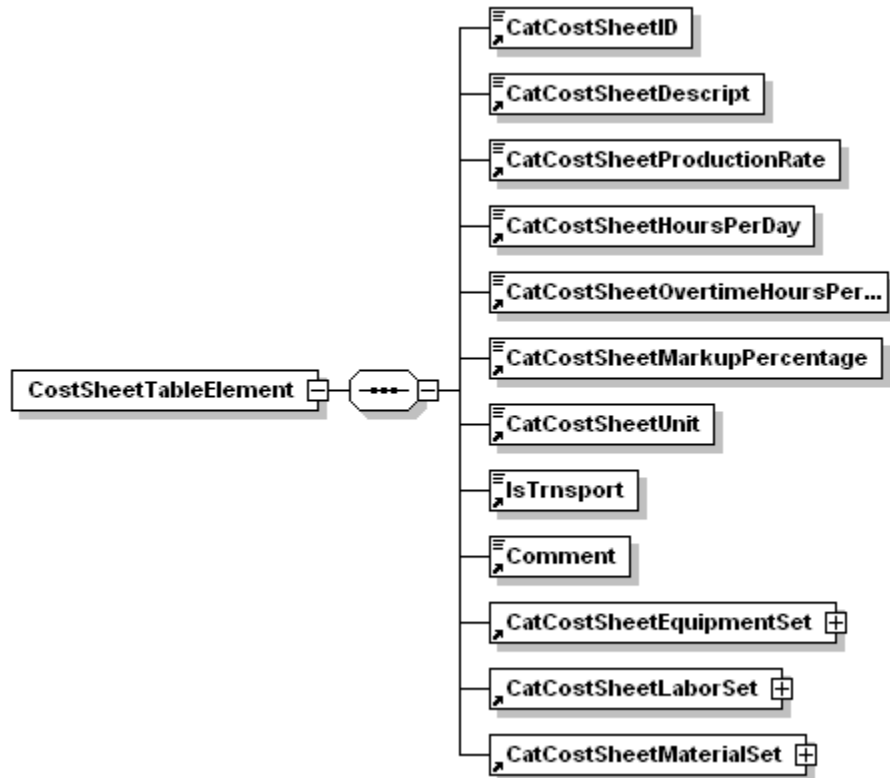 CatCostSheetID
CatCostSheetDescript
CatCostSheetProductionRate
CatCostSheetHoursPerDay
CatCostSheetOvertimeHoursPer...
CatCostSheetMarkupPercentage
CostSheetTableElement
CatCostSheetUnit
IsTrnsport
Comment
CatCostSheetEquipmentSet
CatCostSheetLaborSet
CatCostSheetMaterialSet